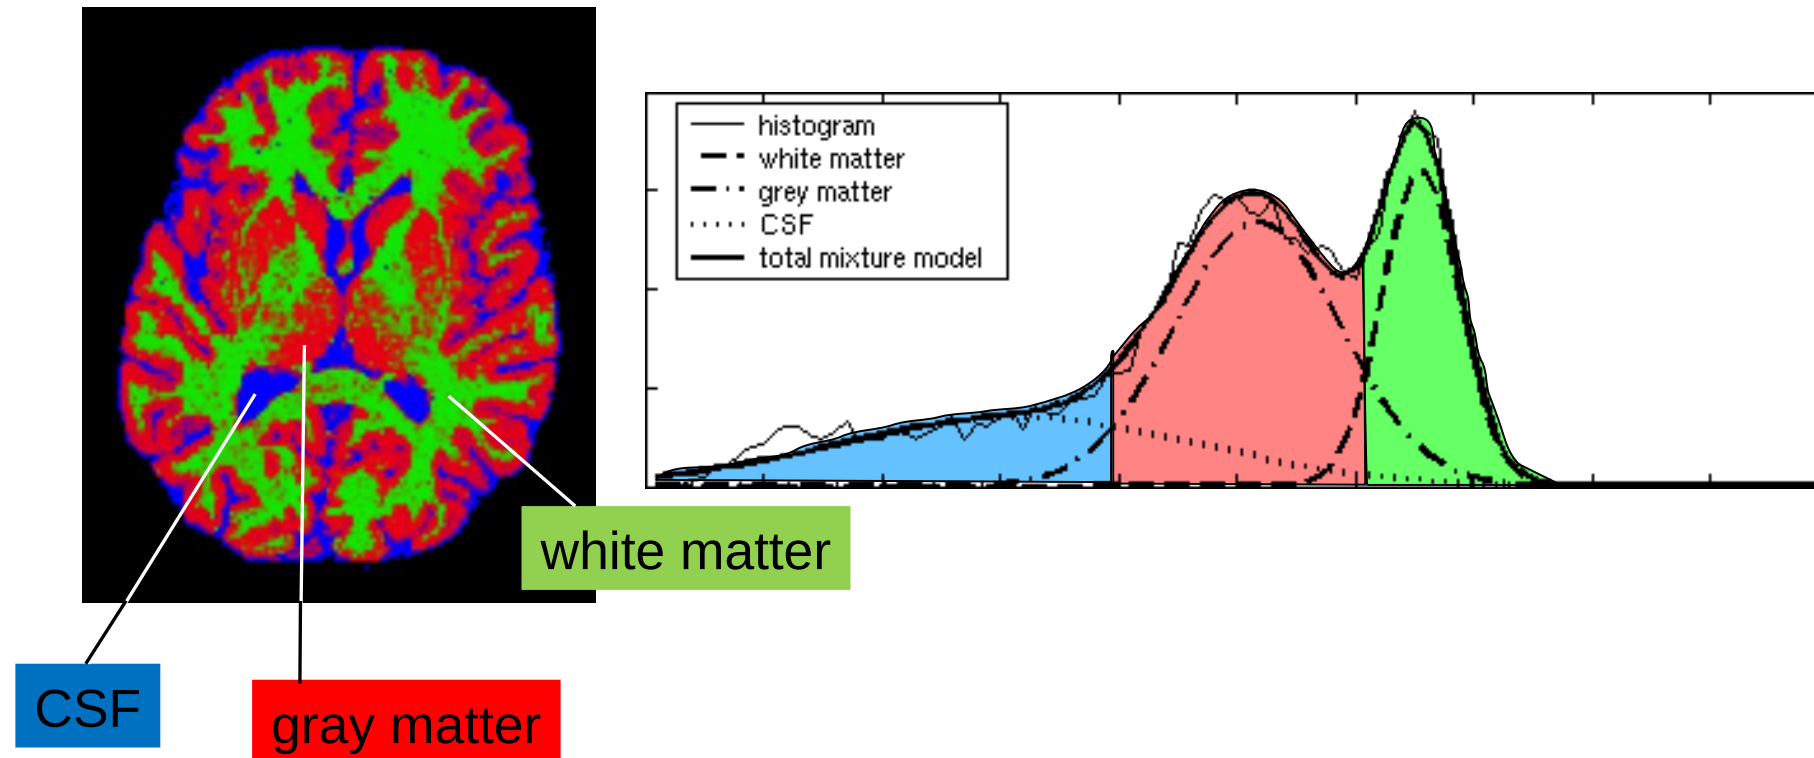 histogram
white matter
grey matter
CSF
total mixture model
white matter
CSF
gray matter